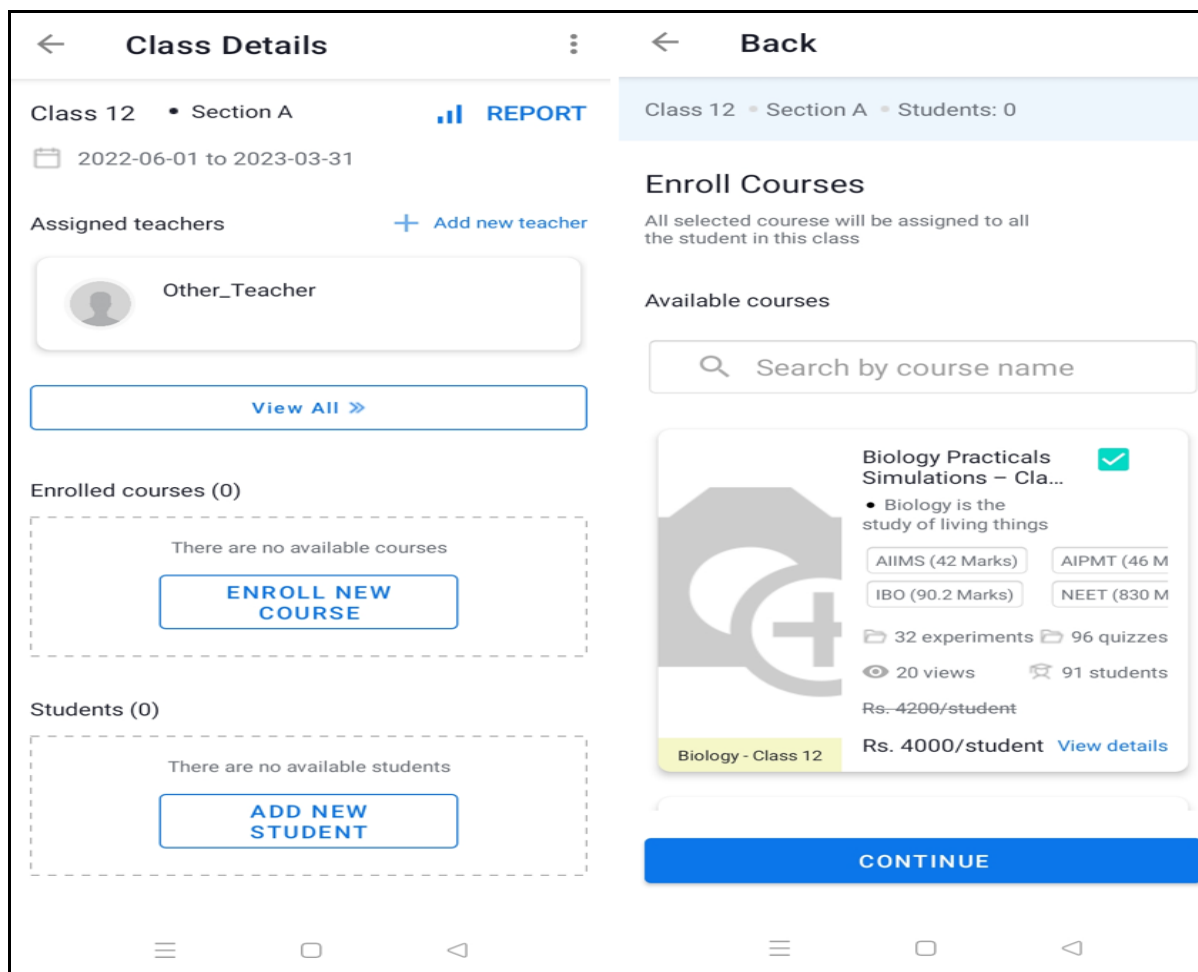 Class Details
Class 12 • Section A
REPORT
2022-06-01 to 2023-03-31
Assigned teachers
Add new teacher
Other_Teacher
View All »
Enrolled courses (0)
There are no available courses
ENROLL NEW
COURSE
Students (0)
There are no available students
ADD NEW
STUDENT
Back
Class 12 • Section A • Students: 0
Enroll Courses
All selected courese will be assigned to all
the student in this class
Available courses
Search by course name
Biology Practicals
Simulations – Cla...
• Biology is the
study of living things
AIIMS (42 Marks) AIPMT (46 M
IBO (90.2 Marks) NEET (830 M
32 experiments 96 quizzes
20 views 91 students
Rs. 4200/student
Rs. 4000/student View details
Biology - Class 12
CONTINUE